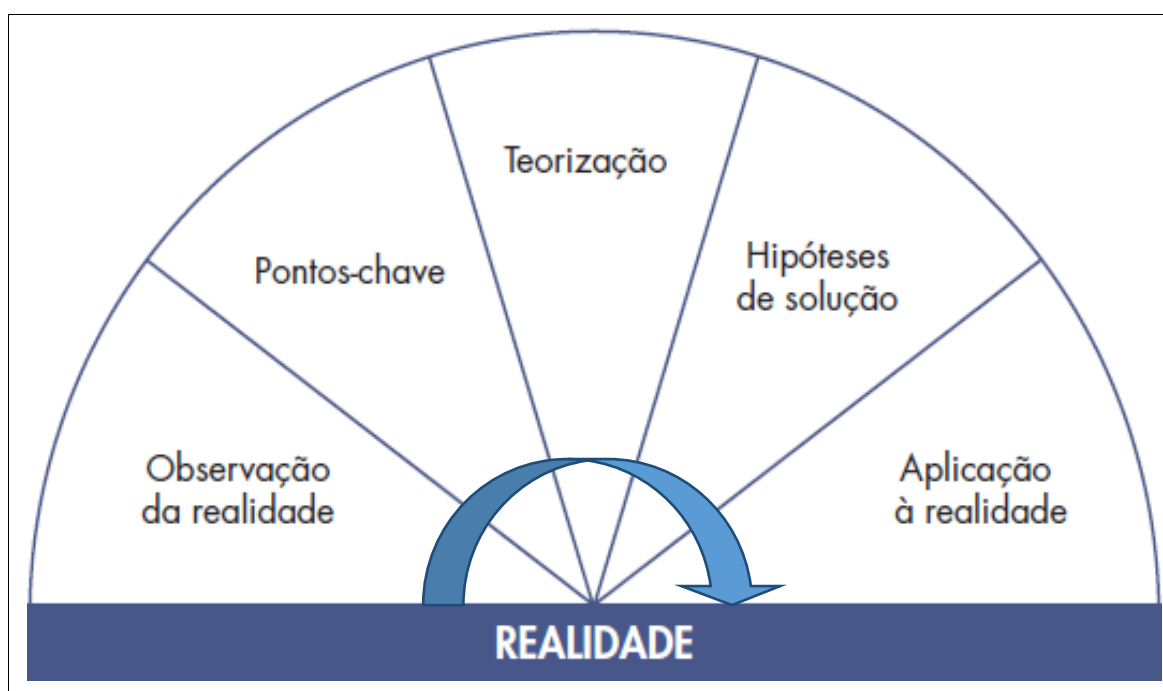 Observação
da realidade
Pontos-chave
Teorização
Hipóteses
de solução
Aplicação
à realidade
REALIDADE